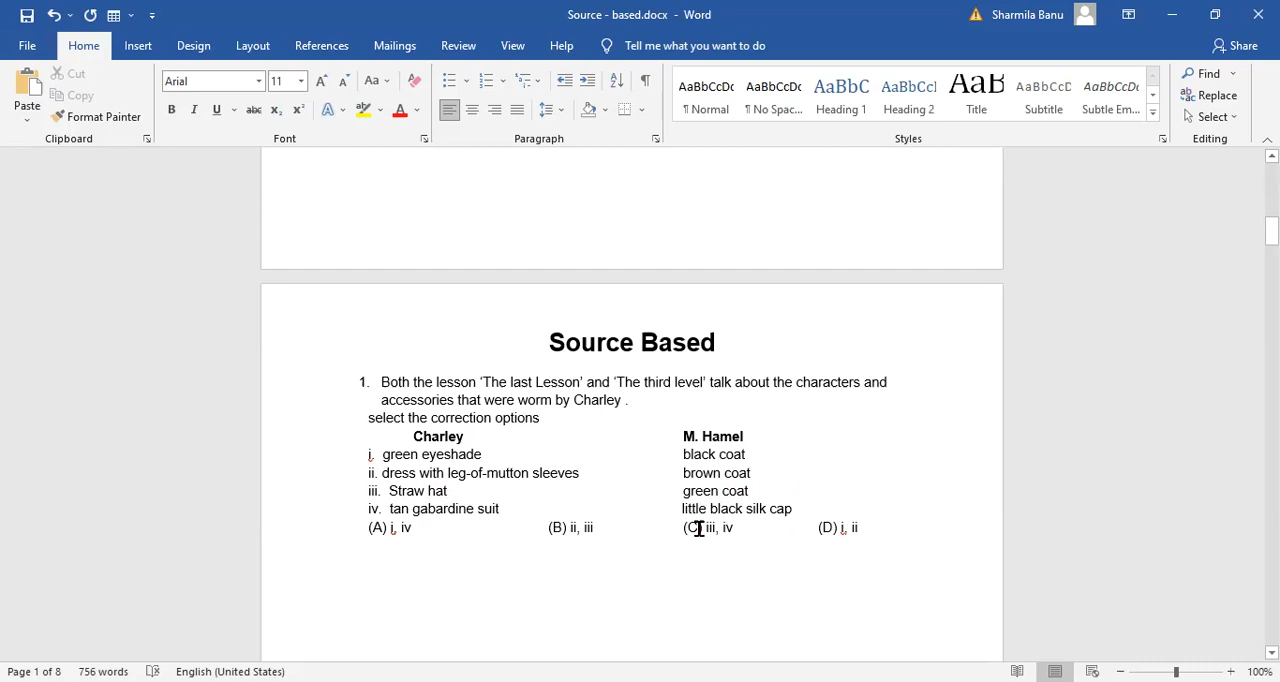 Source - based.docx - Word
Sharmila Banu
File Home Insert Design Layout References Mailings Review View Help Tell me what you want to do Share
Paste
Cut
Copy
Format Painter
Clipboard
Arial 11
Font
Paragraph
AaBbCcDc AaBbCcDc AaBbC AaBbCcI AaB AaBbCcD AaBbCcDt
¶ Normal ¶ No Spac... Heading 1 Heading 2 Title Subtitle Subtle Em...
Styles
Find
Replace
Select
Editing
Source Based
1. Both the lesson ‘The last Lesson’ and ‘The third level’ talk about the characters and
accessories that were worm by Charley .
select the correction options
Charley M. Hamel
i. green eyeshade black coat
ii. dress with leg-of-mutton sleeves brown coat
iii. Straw hat green coat
iv. tan gabardine suit little black silk cap
(A) i, iv (B) ii, iii (C) iii, iv (D) i, ii
Page 1 of 8 756 words English (United States) 100%